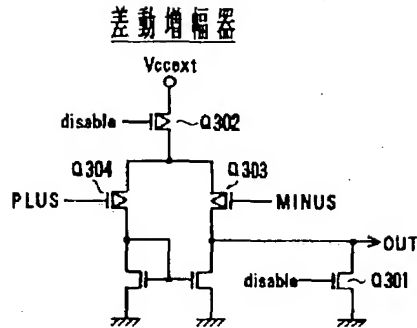 差動増幅器
Vccext
disable
Q302
Q304
Q303
PLUS
MINUS
OUT
disable
Q301